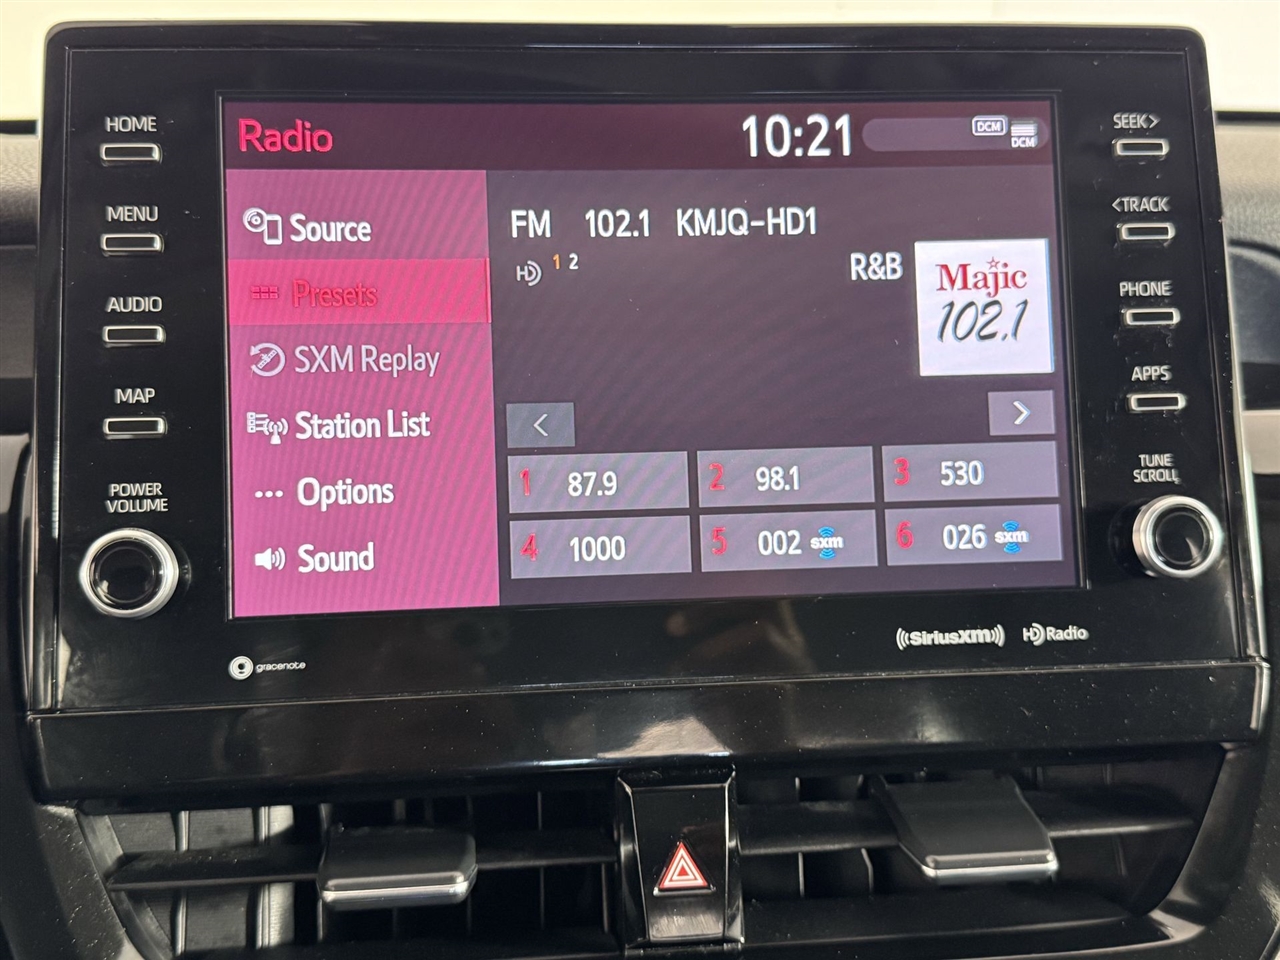 HOME
MENU
AUDIO
MAP
POWER
VOLUME
Radio
10:21
DCM
DCM
Source
Presets
SXM Replay
Station List
Options
Sound
FM 102.1 KMJQ-HD1
HD 1 2
R&B
Majic
102.1
<
>
1 87.9
2 98.1
3 530
4 1000
5 002 sxm
6 026 sxm
SEEK>
<TRACK
PHONE
APPS
TUNE
SCROLL
gracenote
SiriusXM
HD Radio